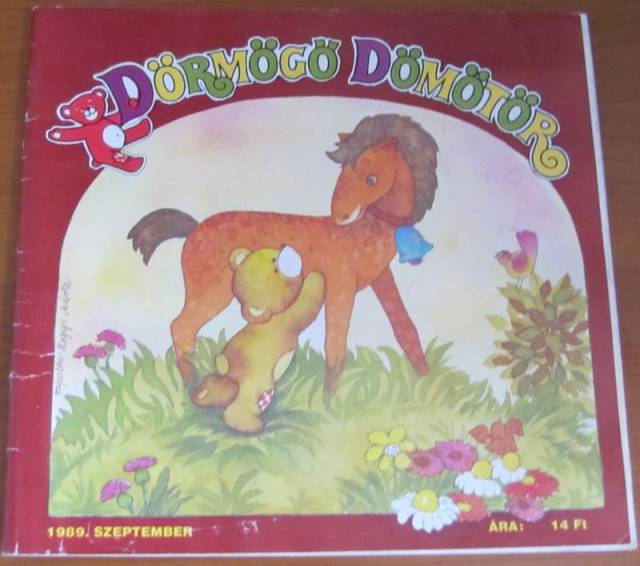 DÖRMÖGŐ DÖMÖTÖR
1989. SZEPTEMBER
ÁRA: 14 Ft